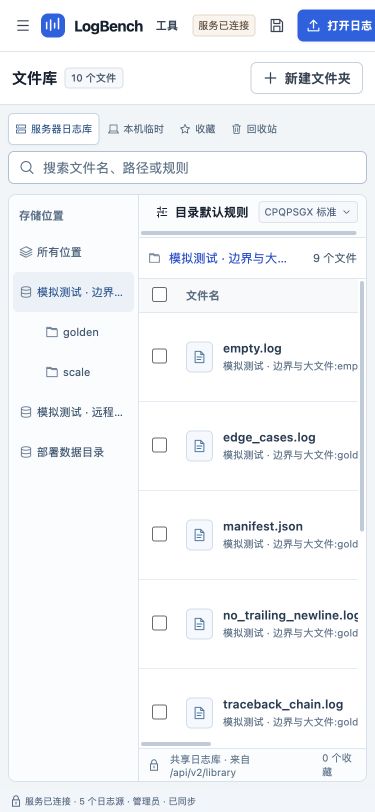 LogBench 工具 服务已连接 打开日志
文件库 10 个文件 新建文件夹
服务器日志库 本机临时 收藏 回收站
搜索文件名、路径或规则
存储位置
所有位置
模拟测试 · 边界...
golden
scale
模拟测试 · 远程...
部署数据目录
目录默认规则 CPQPSGX 标准
模拟测试 · 边界与大... 9 个文件
文件名
empty.log
模拟测试 · 边界与大文件:emp
edge_cases.log
模拟测试 · 边界与大文件:gold
manifest.json
模拟测试 · 边界与大文件:gold
no_trailing_newline.log
模拟测试 · 边界与大文件:gold
traceback_chain.log
模拟测试 · 边界与大文件:gold
共享日志库 · 来自
/api/v2/library
0 个收
藏
服务已连接 · 5 个日志源 · 管理员 · 已同步